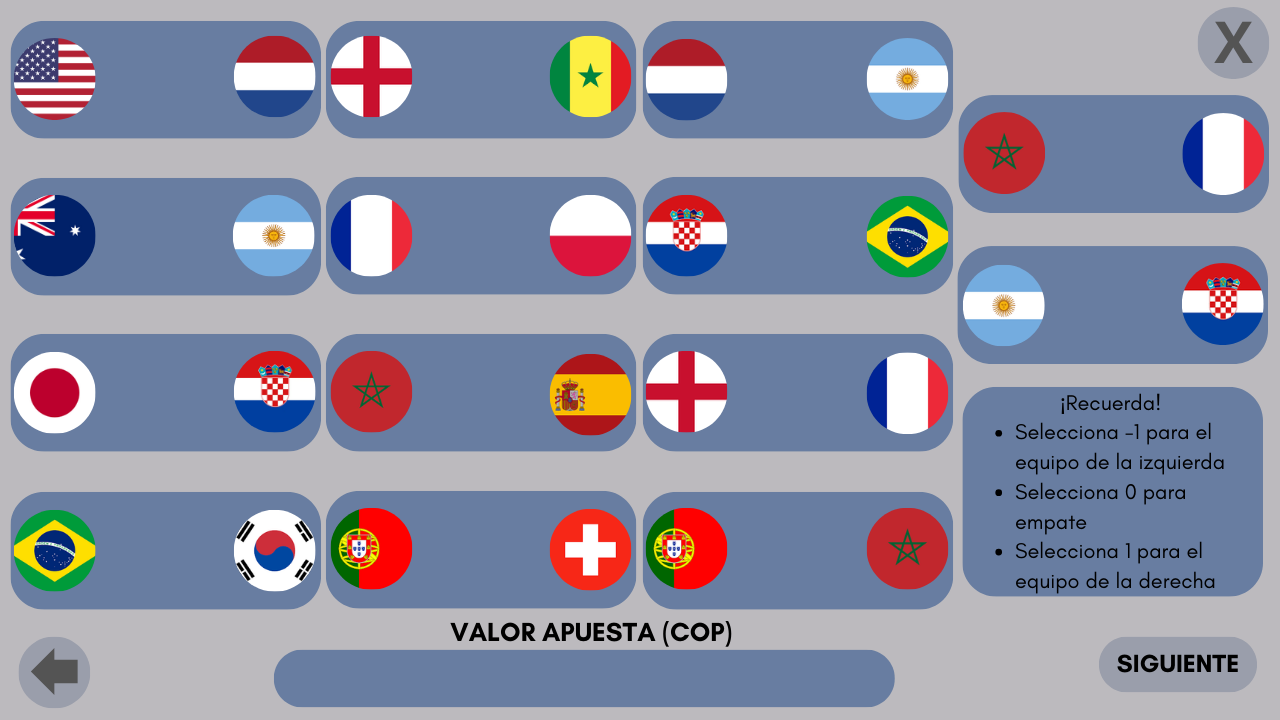 X
¡Recuerda!
• Selecciona -1 para el
equipo de la izquierda
• Selecciona 0 para
empate
• Selecciona 1 para el
equipo de la derecha
VALOR APUESTA (COP)
SIGUIENTE